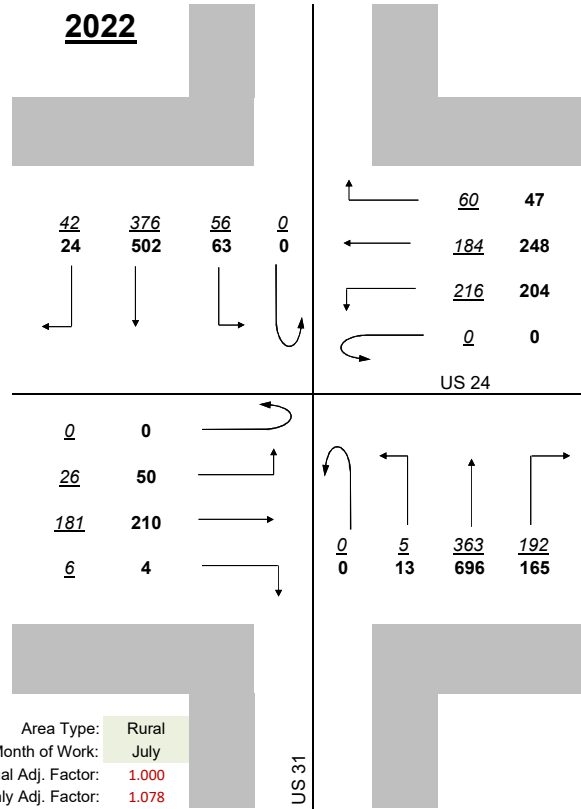 2022
42 376 56 0
24 502 63 0
60 47
184 248
216 204
0 0
US 24
0 0
26 50
181 210
6 4
0 5 363 192
0 13 696 165
Area Type: Rural
Month of Work: July
al Adj. Factor: 1.000
ly Adj. Factor: 1.078
US 31